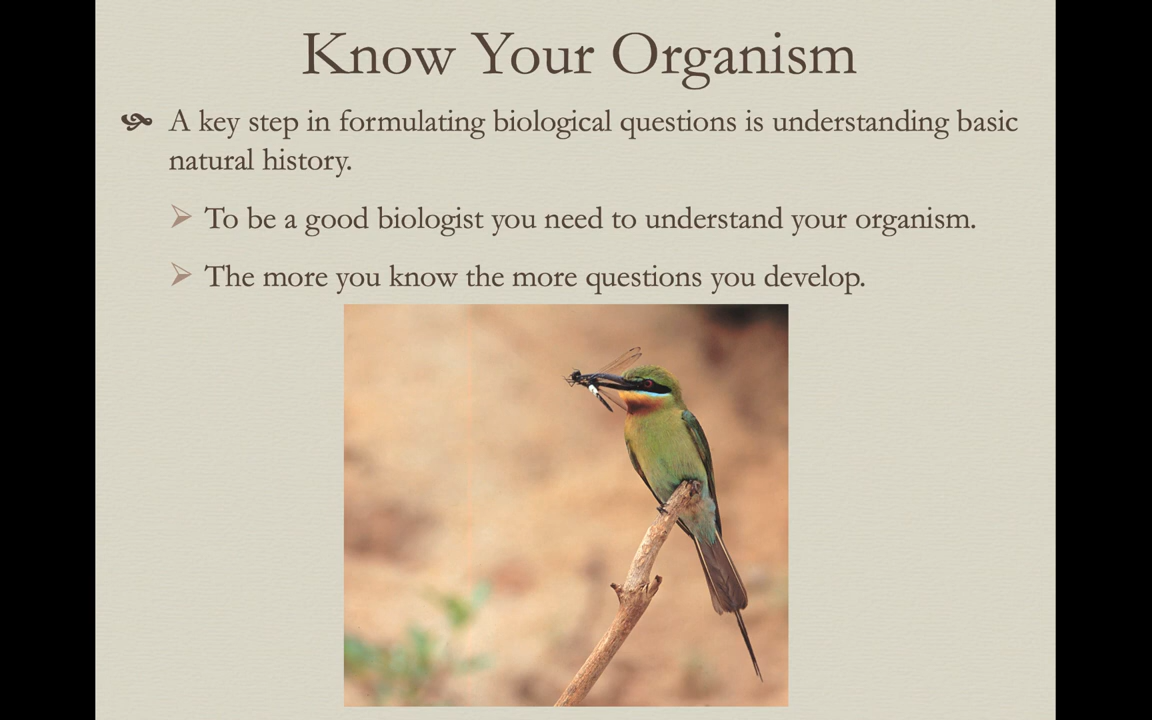 Know Your Organism
A key step in formulating biological questions is understanding basic
natural history.
To be a good biologist you need to understand your organism.
The more you know the more questions you develop.